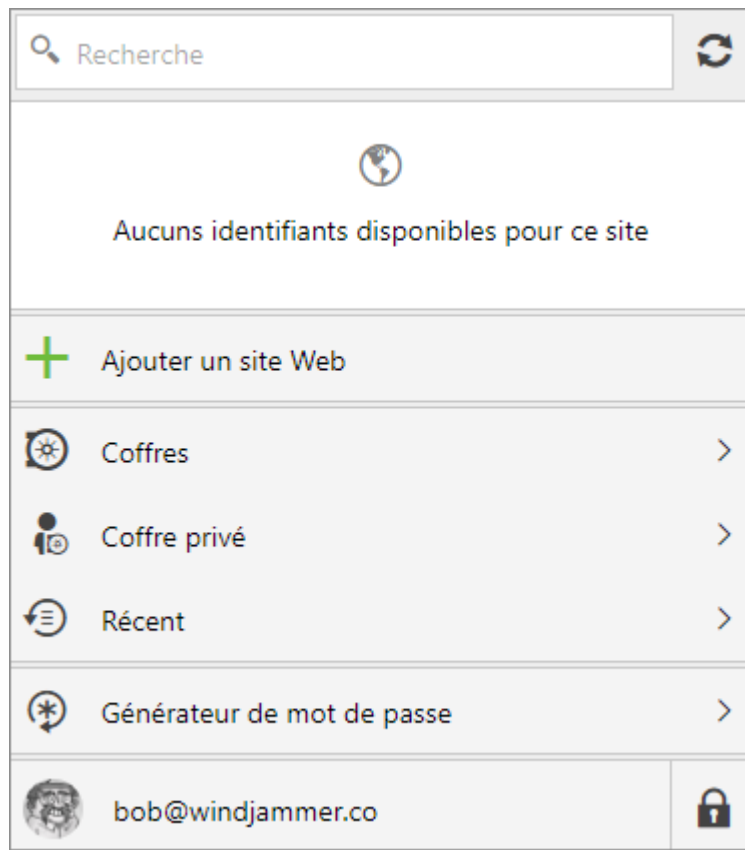 Recherche
Aucuns identifiants disponibles pour ce site
Ajouter un site Web
Coffres
Coffre privé
Récent
Générateur de mot de passe
bob@windjammer.co